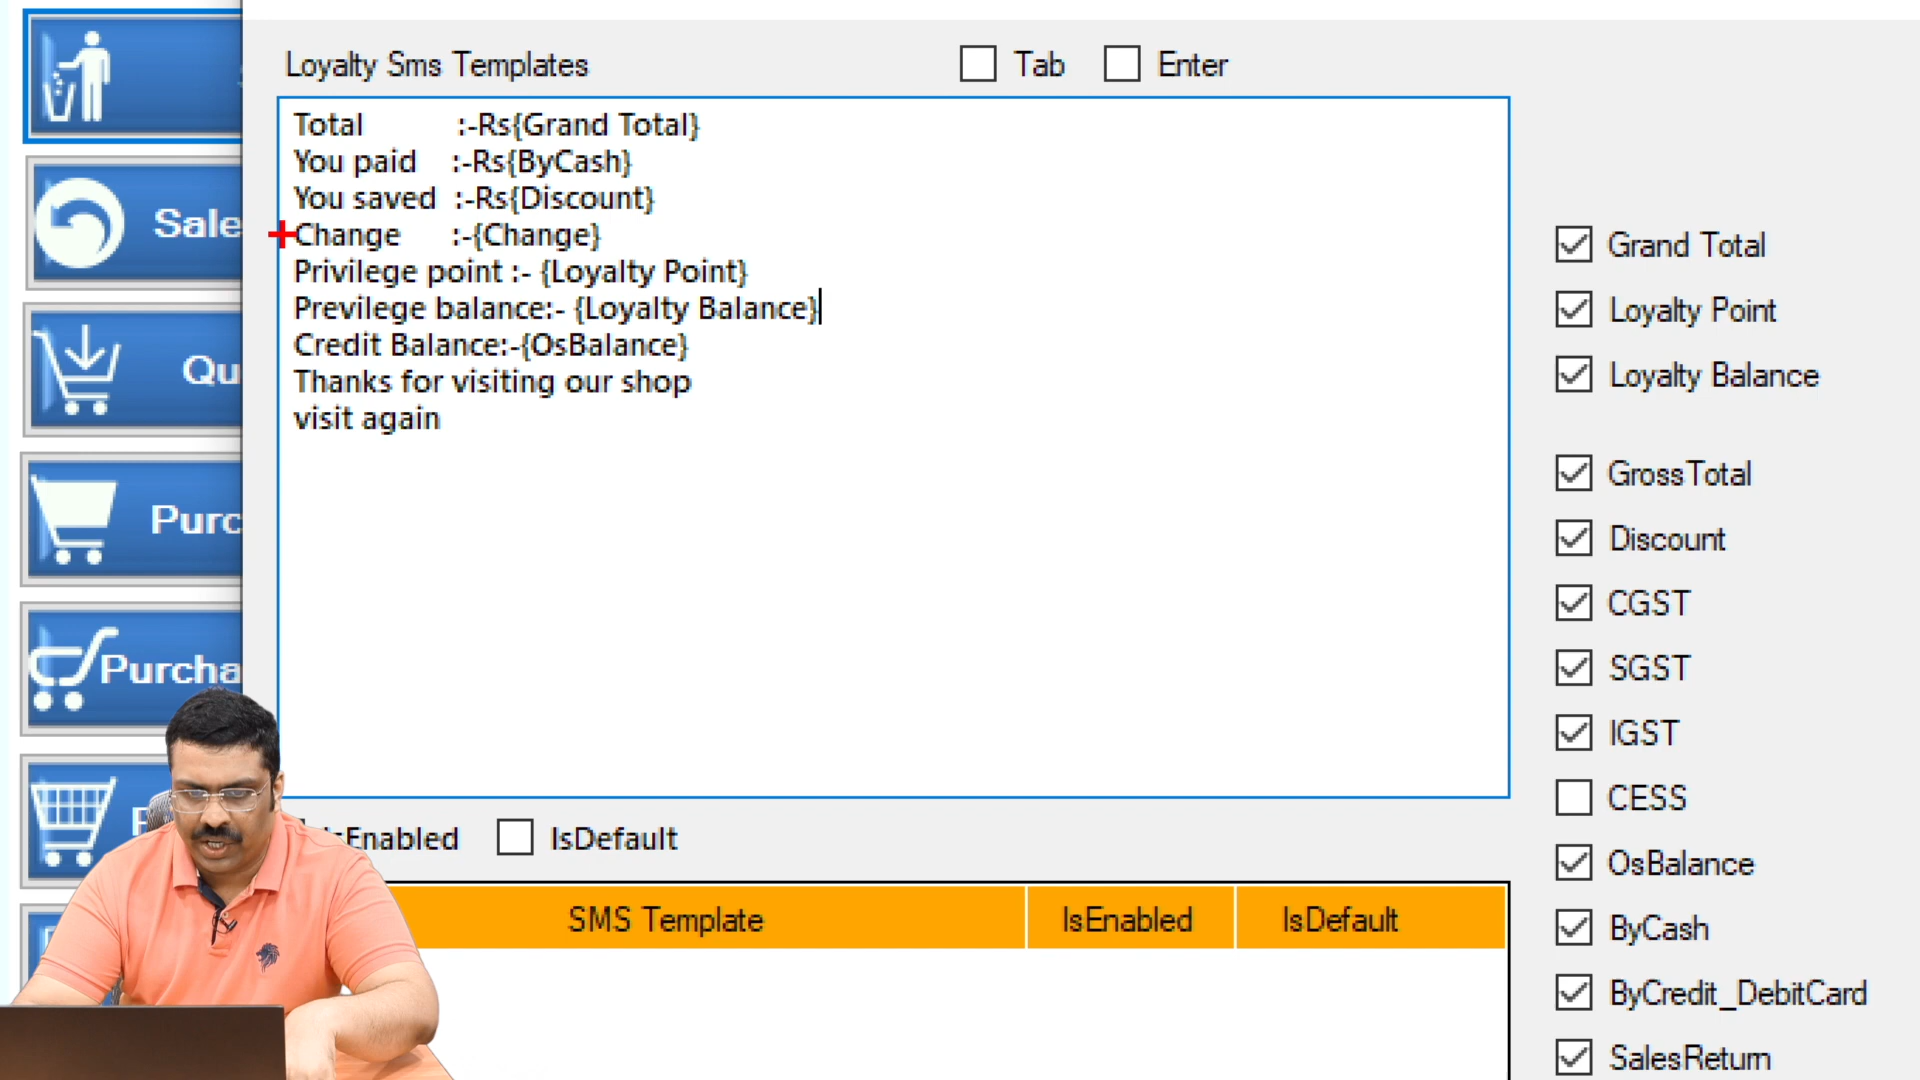 Loyalty Sms Templates
Tab
Enter
Total :-Rs{Grand Total}
You paid :-Rs{ByCash}
You saved :-Rs{Discount}
Change :-{Change}
Privilege point :- {Loyalty Point}
Previlege balance:- {Loyalty Balance}
Credit Balance:-{OsBalance}
Thanks for visiting our shop
visit again
Sale
Qu
Purc
Purcha
Grand Total
Loyalty Point
Loyalty Balance
GrossTotal
Discount
CGST
SGST
IGST
CESS
OsBalance
ByCash
ByCredit_DebitCard
SalesReturn
IsDefault
SMS Template
IsEnabled
IsDefault